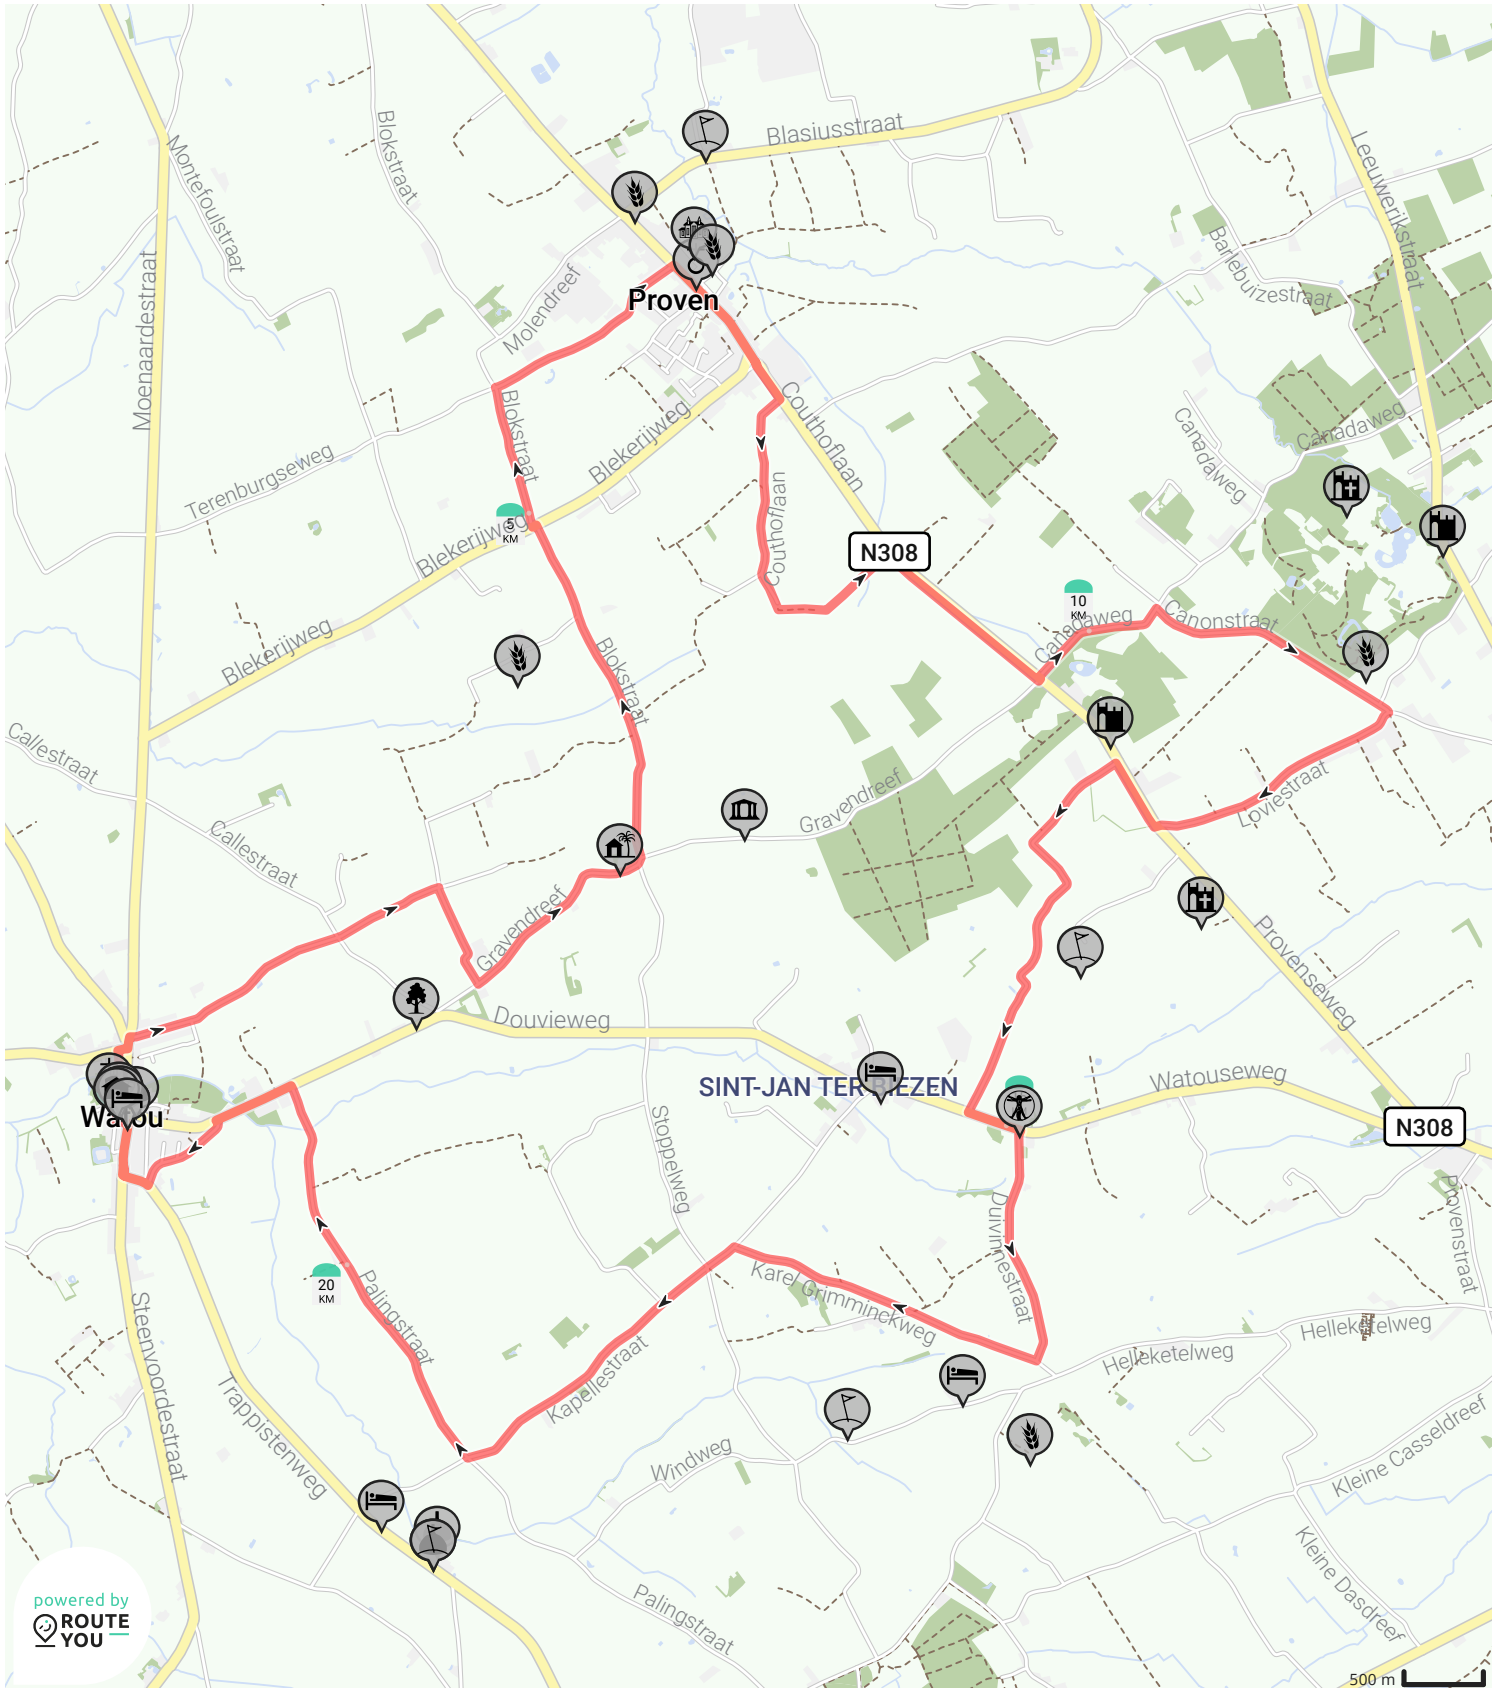 Blasiusstraat
Blokstraat
Montefoulstraat
Leeuwerikstraat
Barlebuizestraat
Moenaardestraat
Molendreef
Proven
Couthoflaan
Canadaweg
Canadaweg
Blokstraat
Blekerijweg
Terenburgseweg
Couthoflaan
5
KM
Blekerijweg
N308
10
KM
Canadaweg
Canonstraat
Blekerijweg
Blokstraat
Callestraat
Gravendreef
Loviestraat
Callestraat
Gravendreef
Provenseweg
Douvieweg
SINT-JAN TER BIEZEN
Watouseweg
Watou
N308
Stoppelweg
Provenstraat
Duivinnestraat
20
KM
Palingstraat
Karel Grimminckweg
Helleketelweg
Helleketelweg
Steenvoordestraat
Trappistenweg
Kapellestraat
Windweg
Kleine Casseldreef
Kleine Dasdreef
Palingstraat
powered by
ROUTE
YOU
500 m